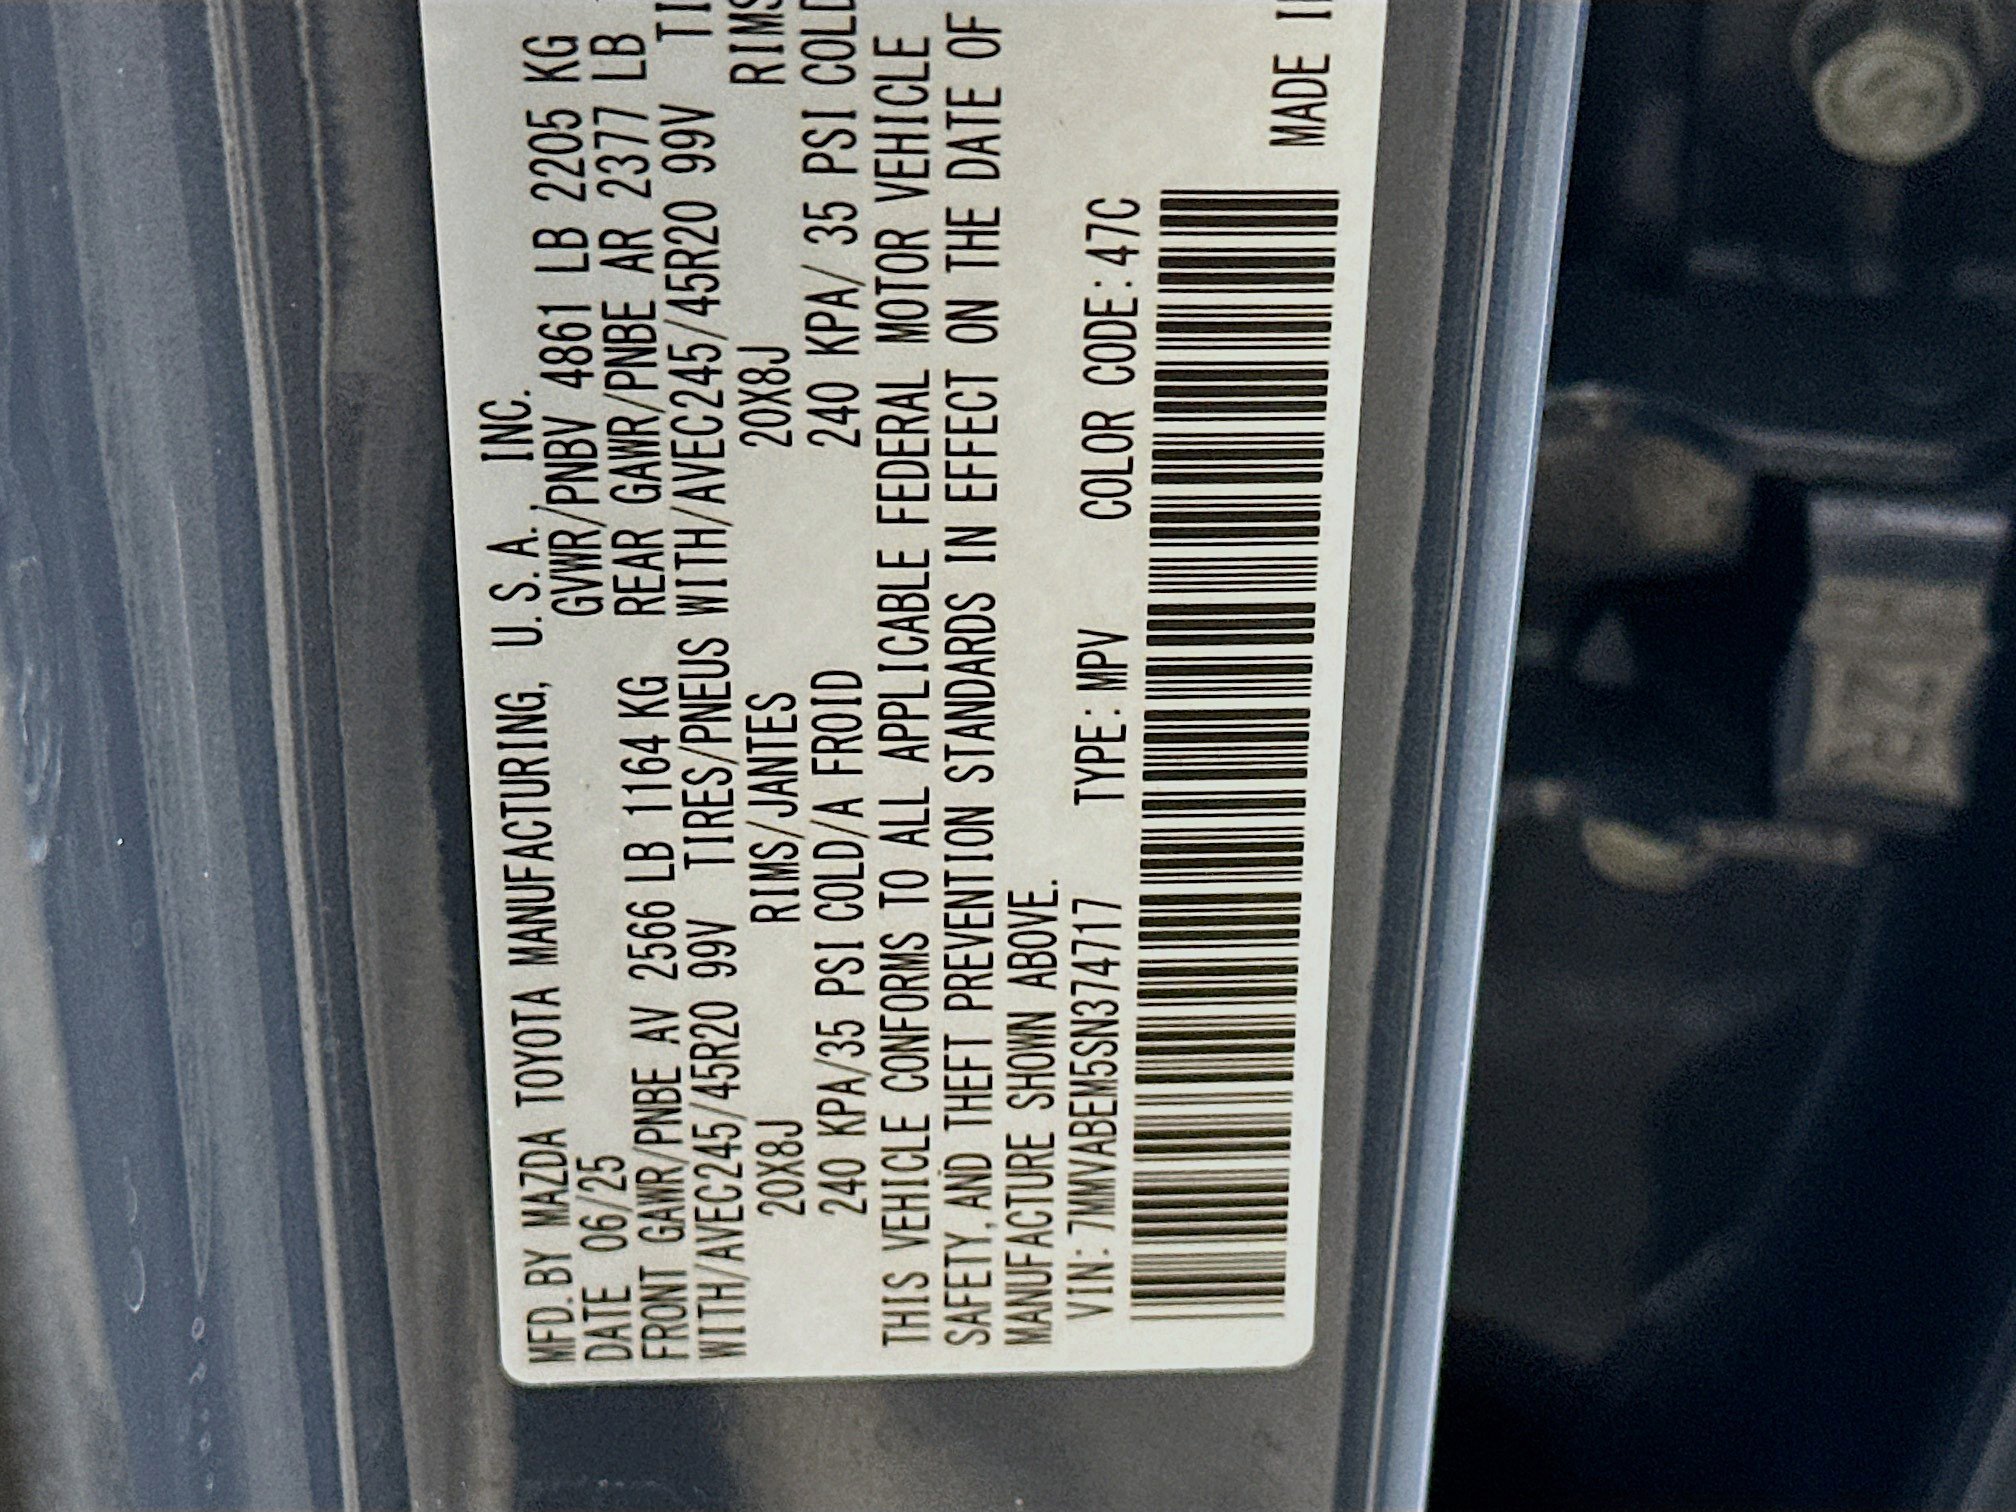 MFD.BY MAZDA TOYOTA MANUFACTURING, U.S.A., INC.
DATE 06/25 GVWR/PNBV 4861 LB 2205 KG
FRONT GAWR/PNBE AV 2566 LB 1164 KG REAR GAWR/PNBE AR 2377 LB
WITH/AVEC245/45R20 99V TIRES/PNEUS WITH/AVEC245/45R20 99V TI
20X8J RIMS/JANTES 20X8J RIMS
240 KPA/35 PSI COLD/A FROID 240 KPA/ 35 PSI COLD
THIS VEHICLE CONFORMS TO ALL APPLICABLE FEDERAL MOTOR VEHICLE
SAFETY,AND THEFT PREVENTION STANDARDS IN EFFECT ON THE DATE OF
MANUFACTURE SHOWN ABOVE.
VIN:7MMVABEM5SN374717 TYPE:MPV COLOR CODE:47C
MADE I